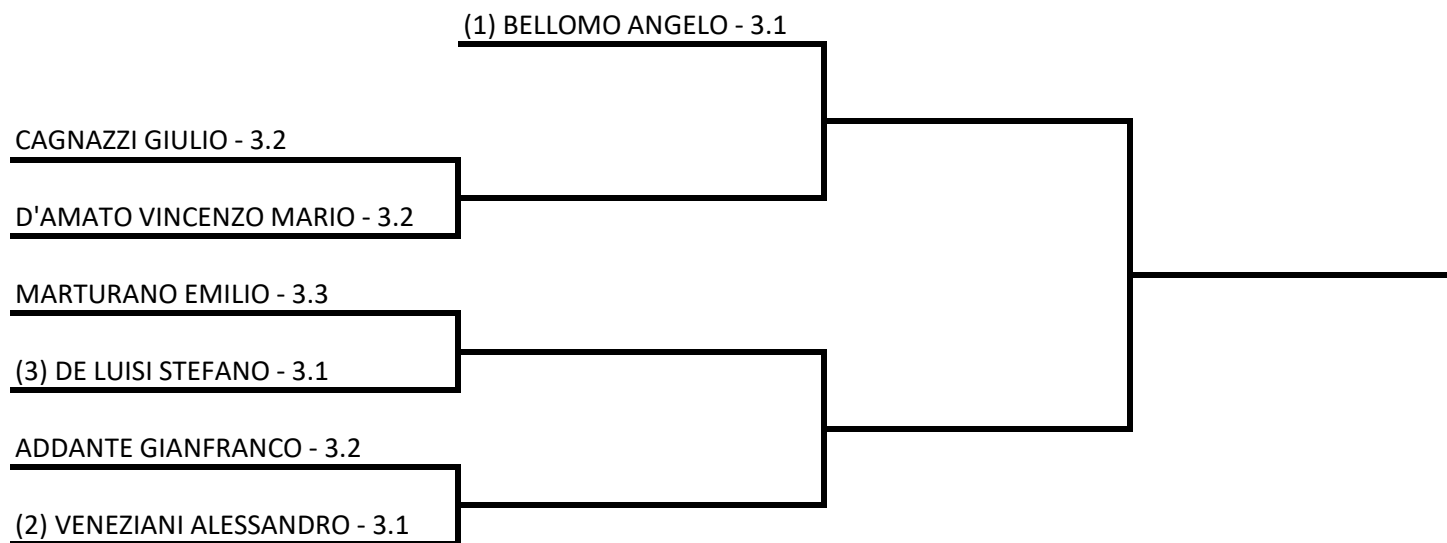 (1) BELLOMO ANGELO - 3.1
CAGNAZZI GIULIO - 3.2
D'AMATO VINCENZO MARIO - 3.2
MARTURANO EMILIO - 3.3
(3) DE LUISI STEFANO - 3.1
ADDANTE GIANFRANCO - 3.2
(2) VENEZIANI ALESSANDRO - 3.1